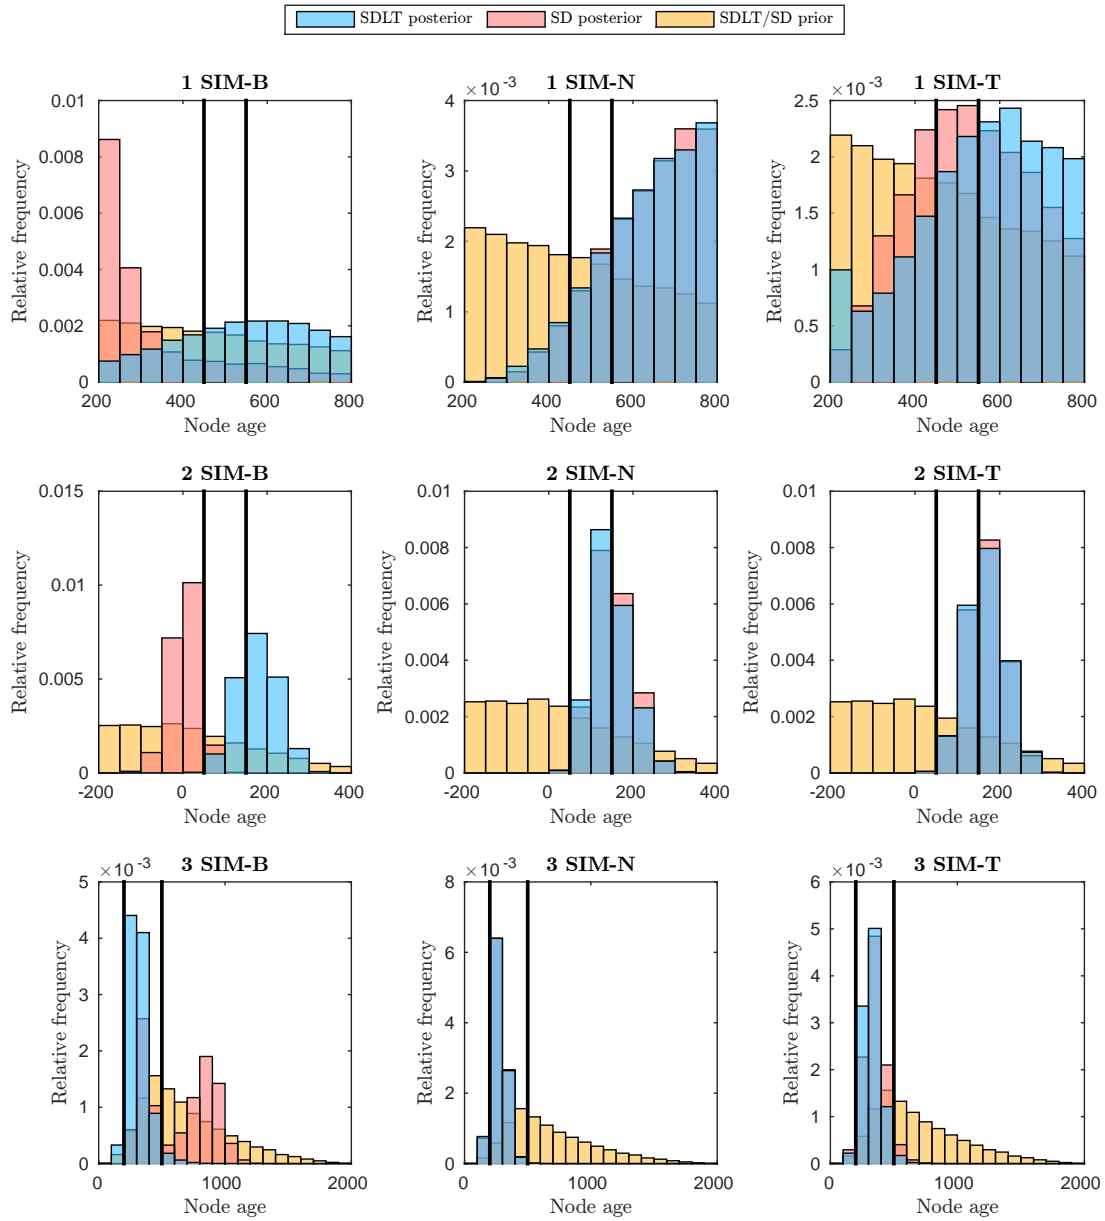 SDLT posterior SD posterior SDLT/SD prior
1 SIM-B
0.01
0.008
0.006
0.004
0.002
0
200 400 600 800
Relative frequency
Node age
×10⁻³ 1 SIM-N
4
3
2
1
0
200 400 600 800
Relative frequency
Node age
×10⁻³ 1 SIM-T
2.5
2
1.5
1
0.5
0
200 400 600 800
Relative frequency
Node age
2 SIM-B
0.015
0.01
0.005
0
-200 0 200 400
Relative frequency
Node age
2 SIM-N
0.01
0.008
0.006
0.004
0.002
0
-200 0 200 400
Relative frequency
Node age
2 SIM-T
0.01
0.008
0.006
0.004
0.002
0
-200 0 200 400
Relative frequency
Node age
×10⁻³ 3 SIM-B
5
4
3
2
1
0
0 1000 2000
Relative frequency
Node age
×10⁻³ 3 SIM-N
8
6
4
2
0
0 1000 2000
Relative frequency
Node age
×10⁻³ 3 SIM-T
6
5
4
3
2
1
0
0 1000 2000
Relative frequency
Node age